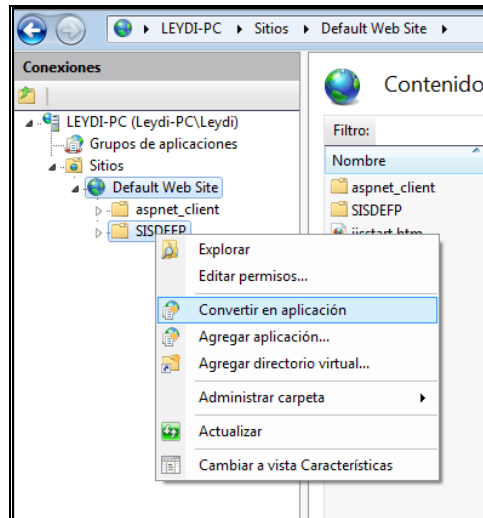 LEYDI-PC Sitios Default Web Site
Conexiones
Contenido
LEYDI-PC (Leydi-PC\Leydi)
Grupos de aplicaciones
Sitios
Default Web Site
aspnet_client
SISDEFP
Filtro:
Nombre
aspnet_client
SISDEFP
iisstart.htm
Explorar
Editar permisos...
Convertir en aplicación
Agregar aplicación...
Agregar directorio virtual...
Administrar carpeta
Actualizar
Cambiar a vista Características